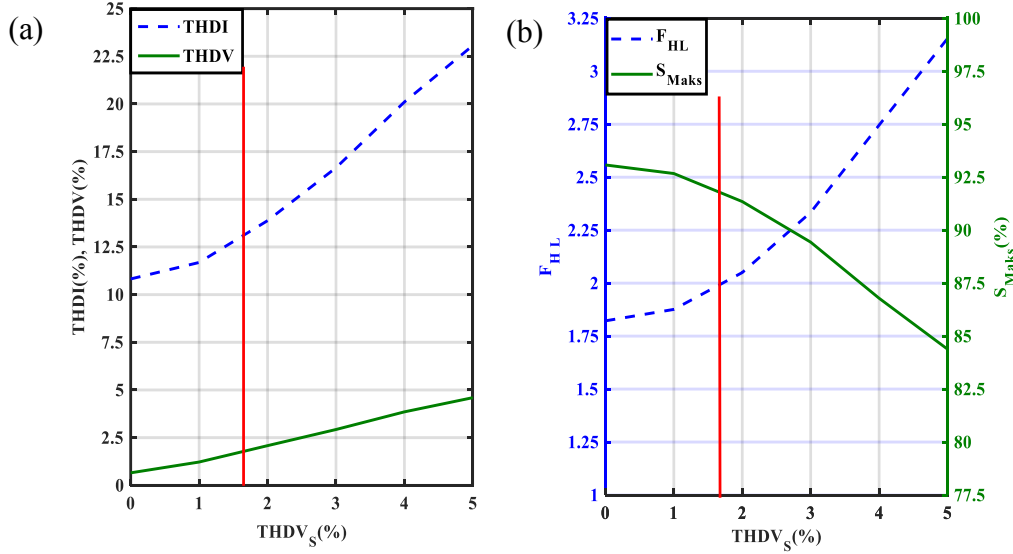 (a)
THDI
THDV
25
22.5
20
17.5
15
12.5
10
7.5
5
2.5
0
THDI(%), THDV(%)
0 1 2 3 4 5
THDV_S(%)
(b)
F_HL
S_Maks
3.25
3
2.75
2.5
2.25
2
1.75
1.5
1.25
1
F_HL
100
97.5
95
92.5
90
87.5
85
82.5
80
77.5
S_Maks(%)
0 1 2 3 4 5
THDV_S(%)